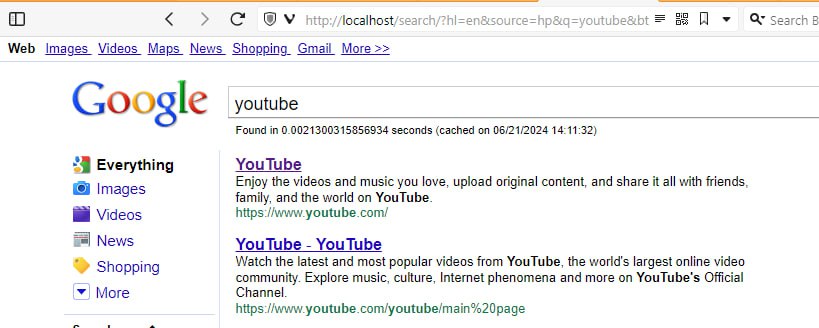 http://localhost/search/?hl=en&source=hp&q=youtube&bt
Search B
Web Images Videos Maps News Shopping Gmail More >>
Google
youtube
Found in 0.0021300315856934 seconds (cached on 06/21/2024 14:11:32)
Everything
Images
Videos
News
Shopping
More
YouTube
Enjoy the videos and music you love, upload original content, and share it all with friends,
family, and the world on YouTube.
https://www.youtube.com/
YouTube - YouTube
Watch the latest and most popular videos from YouTube, the world's largest online video
community. Explore music, culture, Internet phenomena and more on YouTube's Official
Channel.
https://www.youtube.com/youtube/main%20page